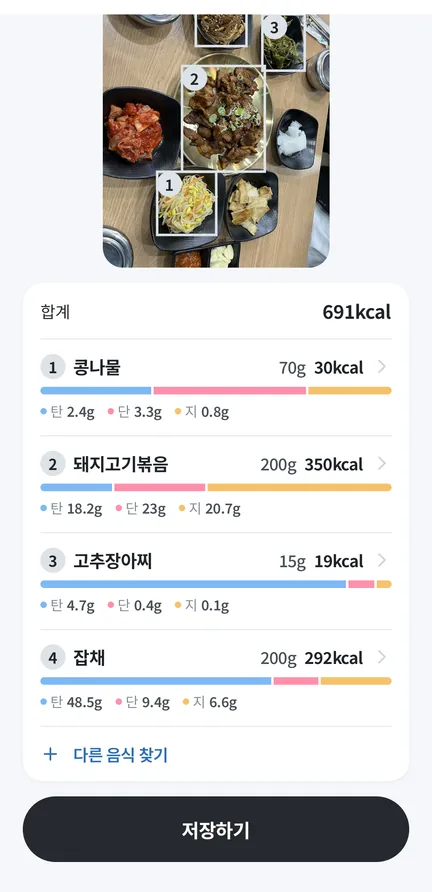 3
2
1
합계 691kcal
1 콩나물 70g 30kcal
탄 2.4g 단 3.3g 지 0.8g
2 돼지고기볶음 200g 350kcal
탄 18.2g 단 23g 지 20.7g
3 고추장아찌 15g 19kcal
탄 4.7g 단 0.4g 지 0.1g
4 잡채 200g 292kcal
탄 48.5g 단 9.4g 지 6.6g
+ 다른 음식 찾기
저장하기